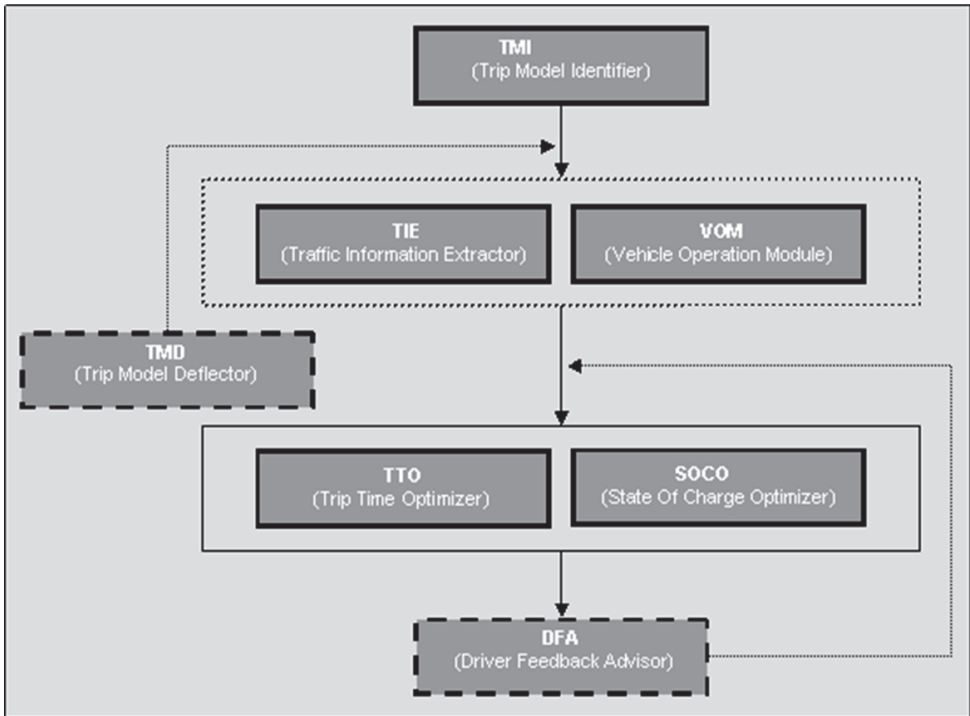 TMI
(Trip Model Identifier)
TIE
(Traffic Information Extractor)
VOM
(Vehicle Operation Module)
TMD
(Trip Model Deflector)
TTO
(Trip Time Optimizer)
SOCO
(State Of Charge Optimizer)
DFA
(Driver Feedback Advisor)